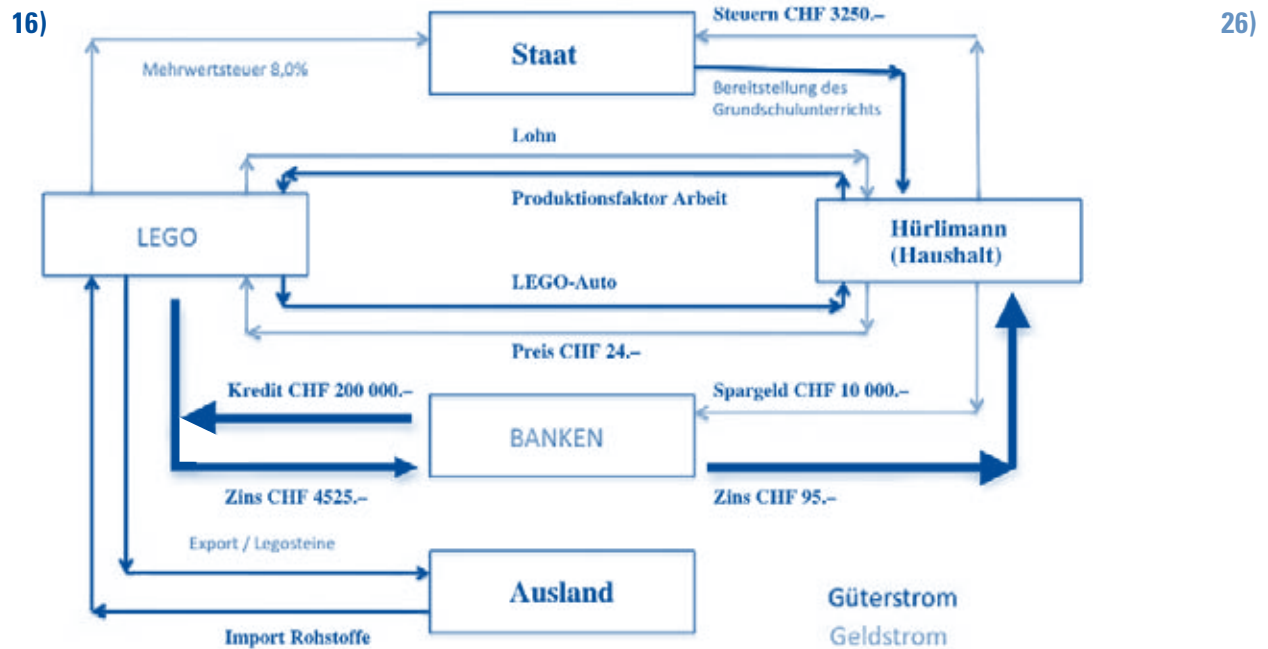 16)
26)
Steuern CHF 3250.–
Staat
Mehrwertsteuer 8,0%
Bereitstellung des
Grundschulunterrichts
Lohn
Produktionsfaktor Arbeit
LEGO
Hürlimann
(Haushalt)
LEGO-Auto
Preis CHF 24.–
Kredit CHF 200 000.–
Spargeld CHF 10 000.–
BANKEN
Zins CHF 4525.–
Zins CHF 95.–
Export / Legosteine
Ausland
Güterstrom
Import Rohstoffe
Geldstrom